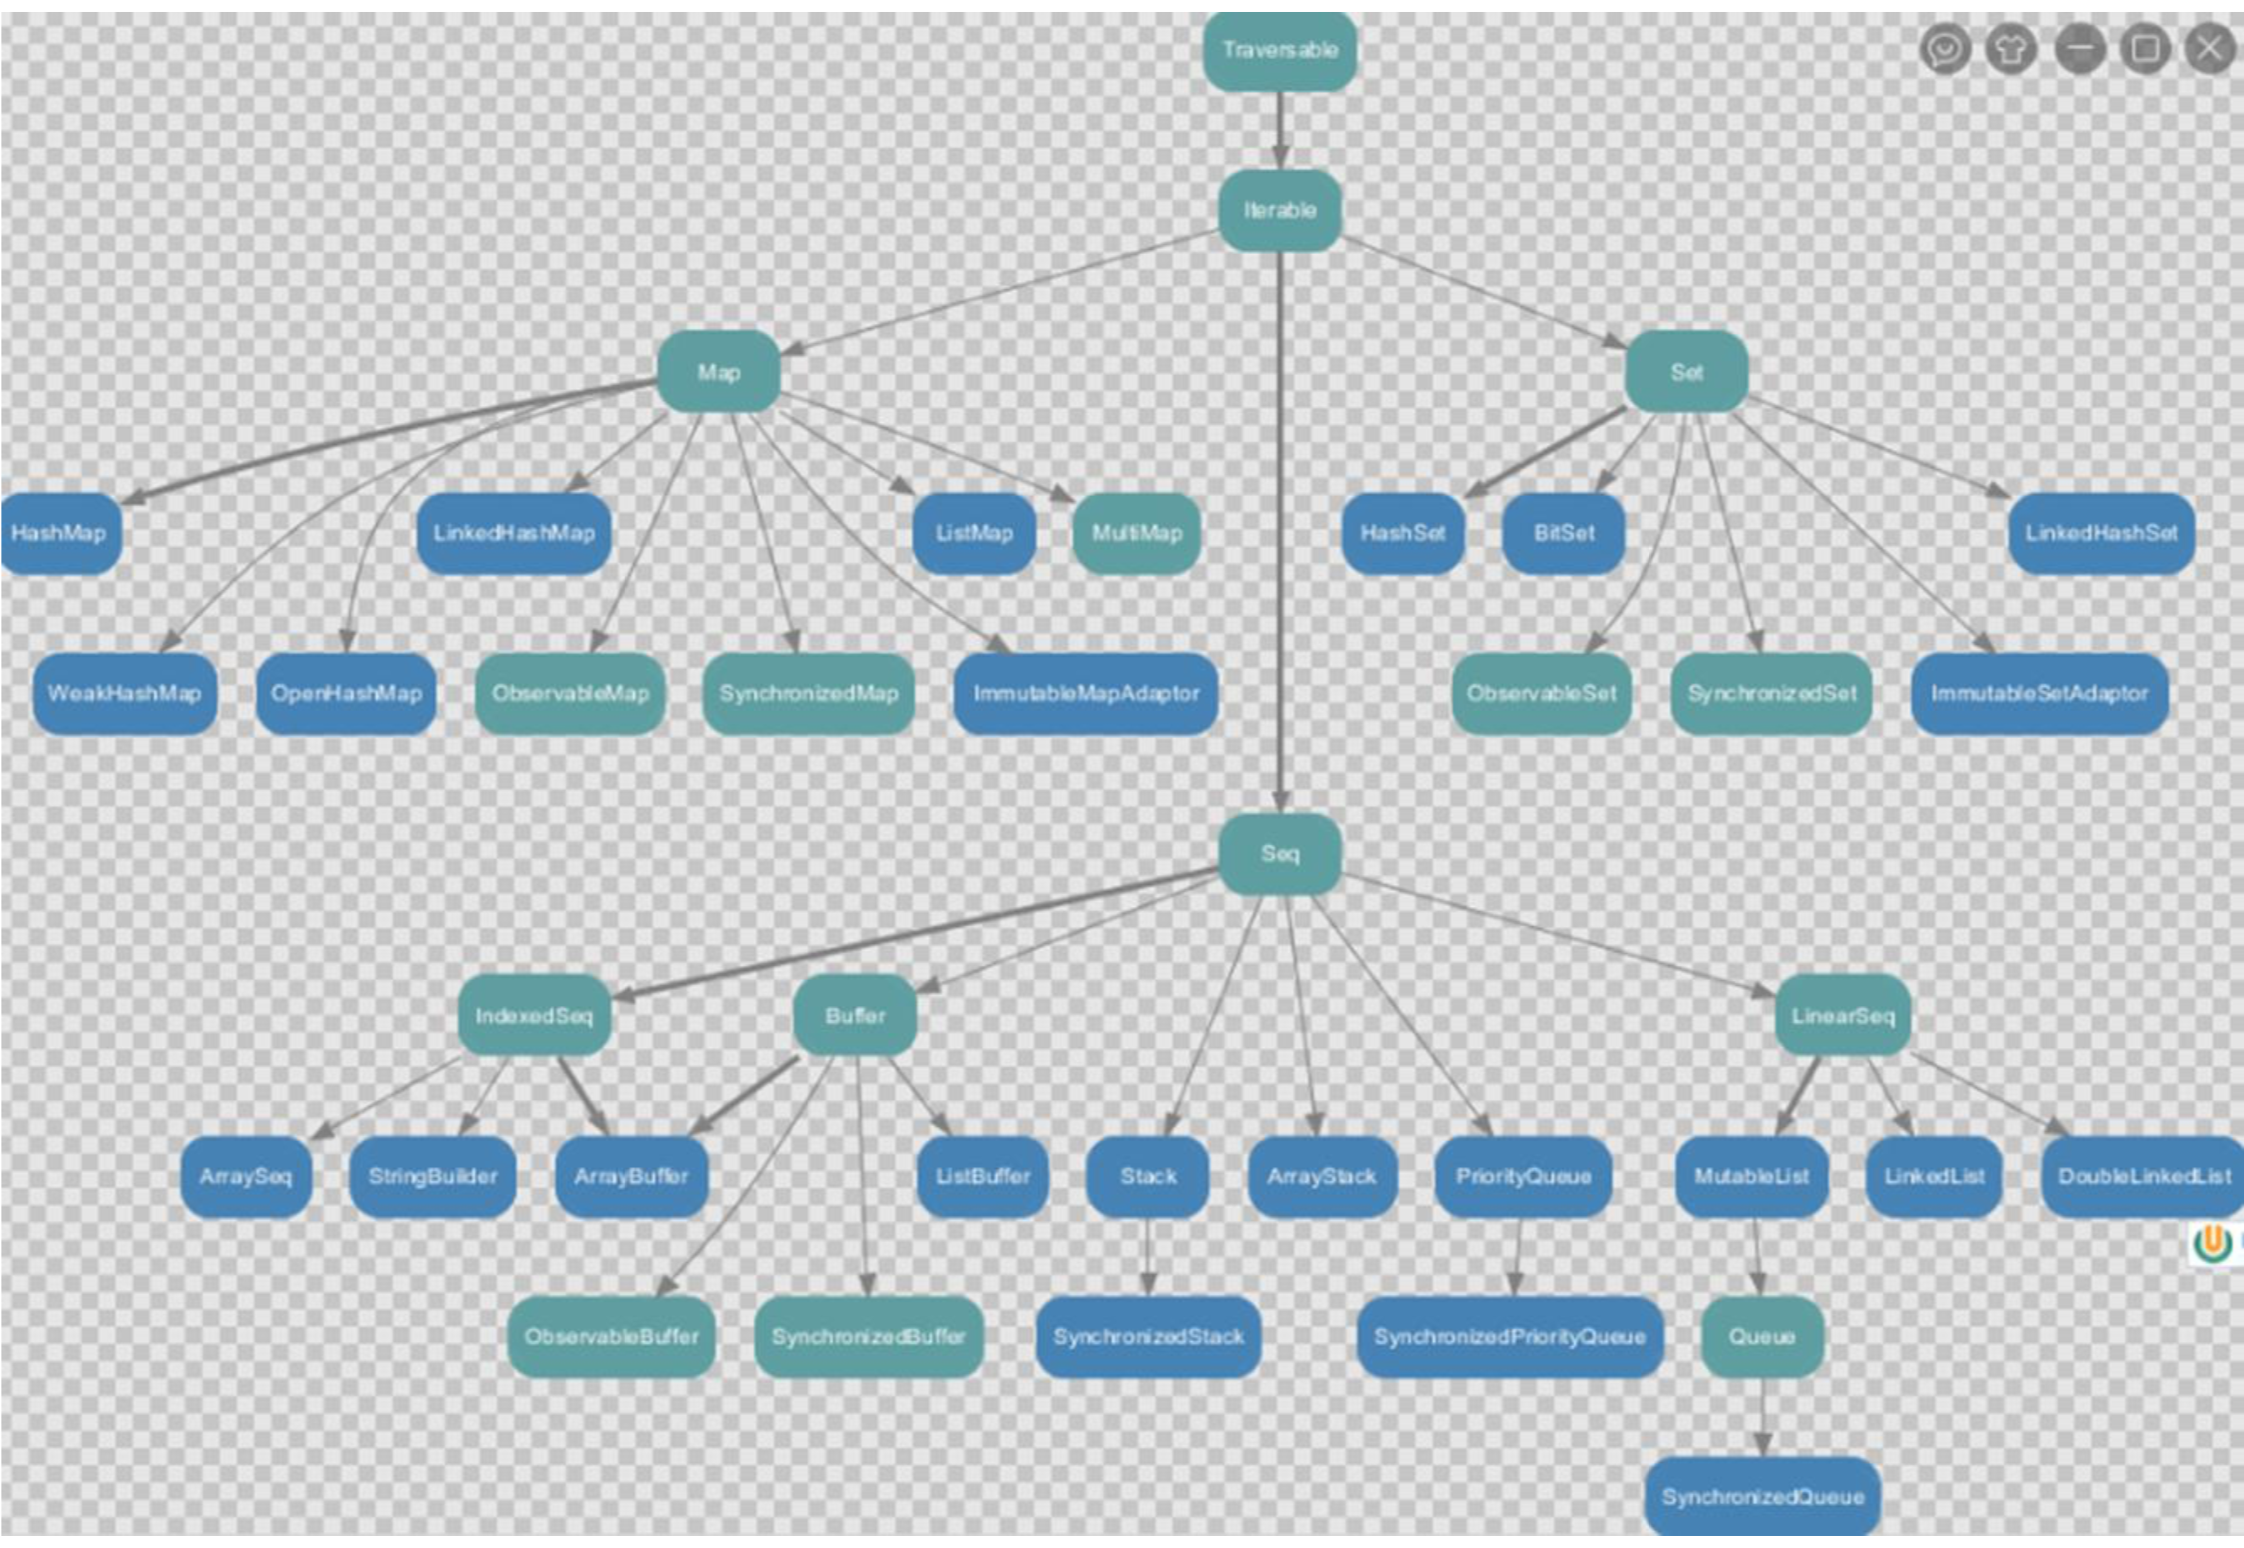 Traversable
Iterable
Map
Set
HashMap
LinkedHashMap
ListMap
MultiMap
HashSet
BitSet
LinkedHashSet
WeakHashMap
OpenHashMap
ObservableMap
SynchronizedMap
ImmutableMapAdaptor
ObservableSet
SynchronizedSet
ImmutableSetAdaptor
Seq
IndexedSeq
Buffer
LinearSeq
ArraySeq
StringBuilder
ArrayBuffer
ListBuffer
Stack
ArrayStack
PriorityQueue
MutableList
LinkedList
DoubleLinkedList
ObservableBuffer
SynchronizedBuffer
SynchronizedStack
SynchronizedPriorityQueue
Queue
SynchronizedQueue